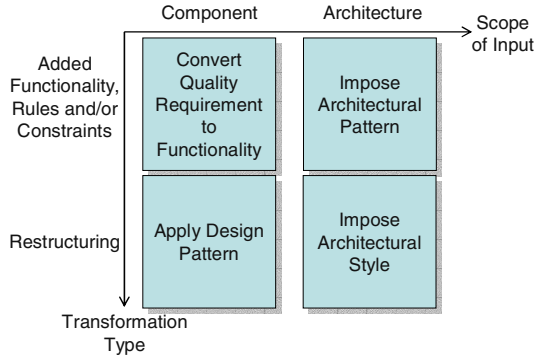 Component
Architecture
Scope
of Input
Added
Functionality,
Rules and/or
Constraints
Convert
Quality
Requirement
to
Functionality
Impose
Architectural
Pattern
Restructuring
Apply Design
Pattern
Impose
Architectural
Style
Transformation
Type